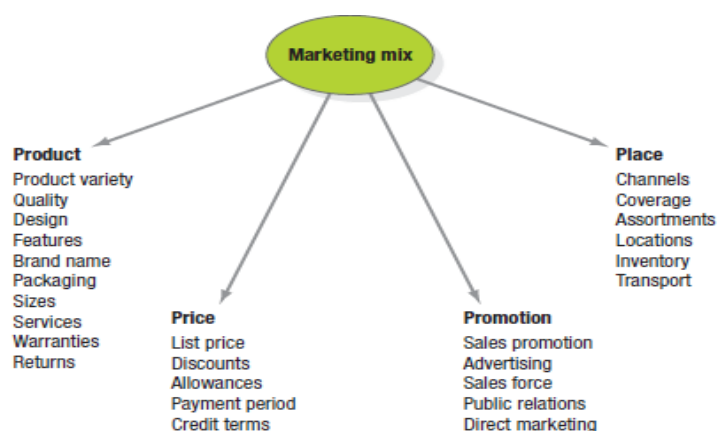 Marketing mix
Product
Product variety
Quality
Design
Features
Brand name
Packaging
Sizes
Services
Warranties
Returns
Price
List price
Discounts
Allowances
Payment period
Credit terms
Promotion
Sales promotion
Advertising
Sales force
Public relations
Direct marketing
Place
Channels
Coverage
Assortments
Locations
Inventory
Transport